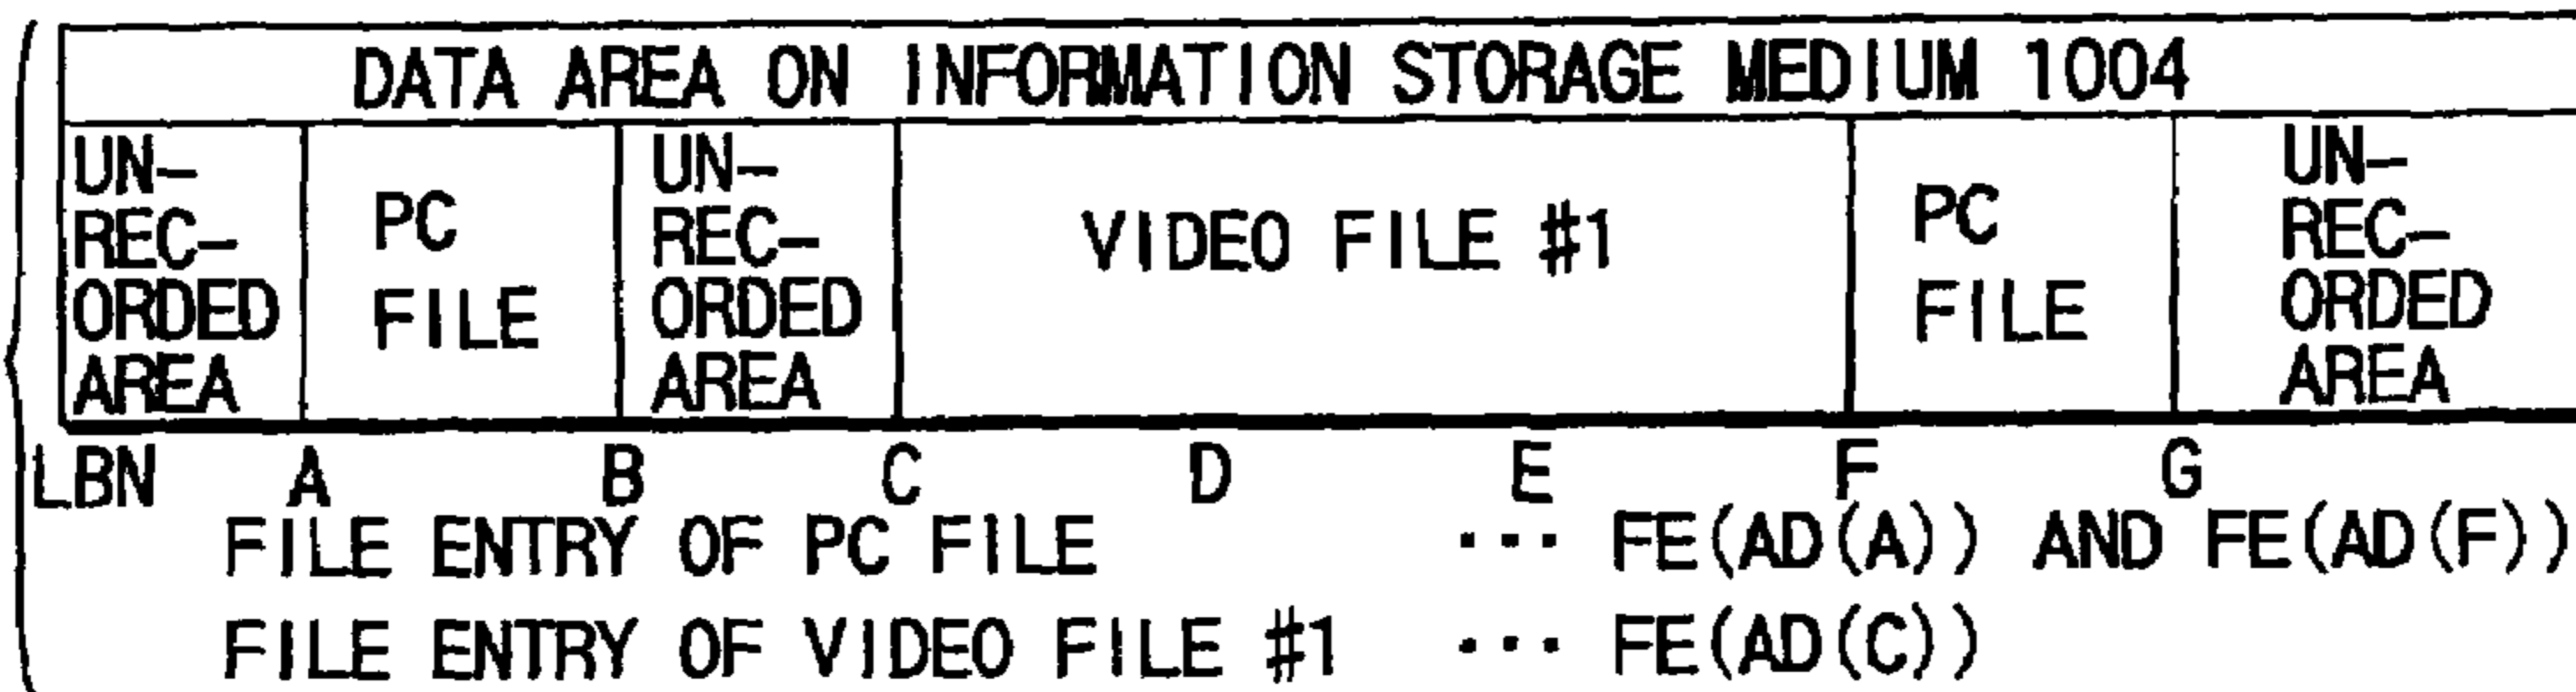 DATA AREA ON INFORMATION STORAGE MEDIUM 1004
UN-
REC-
ORDED
AREA
PC
FILE
UN-
REC-
ORDED
AREA
VIDEO FILE #1
PC
FILE
UN-
REC-
ORDED
AREA
LBN A B C D E F G
FILE ENTRY OF PC FILE ··· FE(AD(A)) AND FE(AD(F))
FILE ENTRY OF VIDEO FILE #1 ··· FE(AD(C))